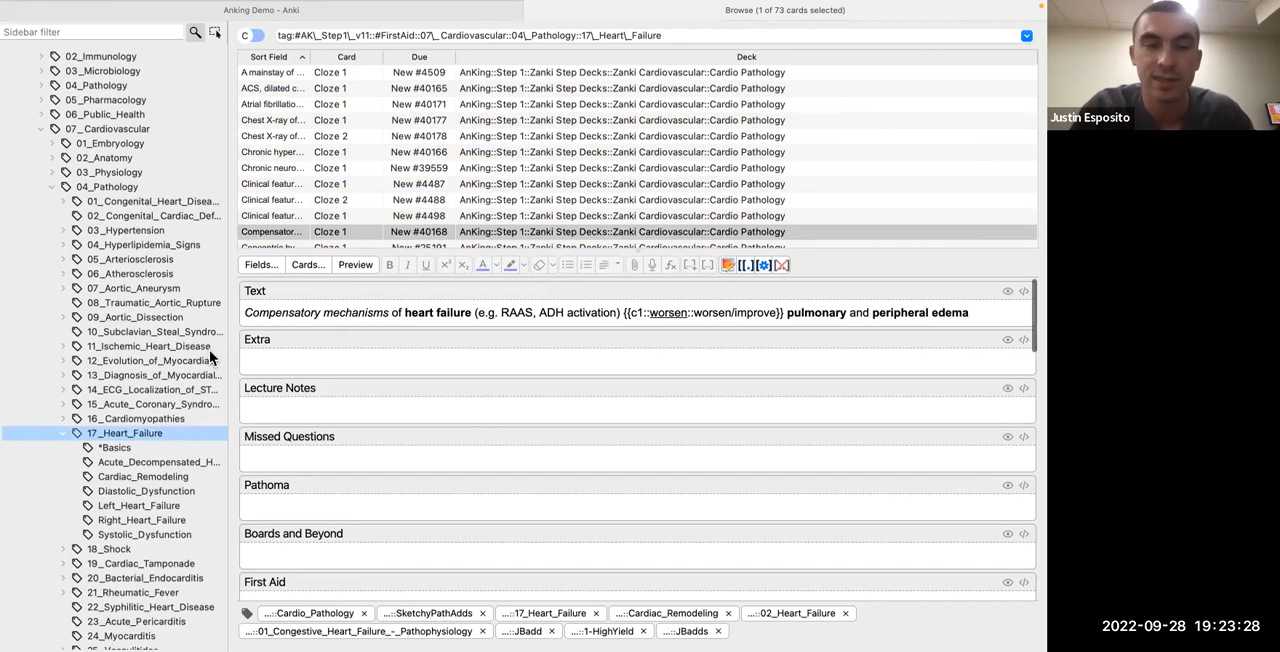 Anking Demo - Anki
Browse (1 of 73 cards selected)
Sidebar filter
02_Immunology
03_Microbiology
04_Pathology
05_Pharmacology
06_Public_Health
07_Cardiovascular
01_Embryology
02_Anatomy
03_Physiology
04_Pathology
01_Congenital_Heart_Disea...
02_Congenital_Cardiac_Def...
03_Hypertension
04_Hyperlipidemia_Signs
05_Arteriosclerosis
06_Atherosclerosis
07_Aortic_Aneurysm
08_Traumatic_Aortic_Rupture
09_Aortic_Dissection
10_Subclavian_Steal_Syndro...
11_Ischemic_Heart_Disease
12_Evolution_of_Myocardia
13_Diagnosis_of_Myocardial...
14_ECG_Localization_of_ST...
15_Acute_Coronary_Syndro...
16_Cardiomyopathies
17_Heart_Failure
*Basics
Acute_Decompensated_H...
Cardiac_Remodeling
Diastolic_Dysfunction
Left_Heart_Failure
Right_Heart_Failure
Systolic_Dysfunction
18_Shock
19_Cardiac_Tamponade
20_Bacterial_Endocarditis
21_Rheumatic_Fever
22_Syphilitic_Heart_Disease
23_Acute_Pericarditis
24_Myocarditis
C tag:#AK\_Step1\_v11::#FirstAid::07\_Cardiovascular::04\_Pathology::17\_Heart\_Failure
Sort Field Card Due Deck
A mainstay of ... Cloze 1 New #4509 AnKing::Step 1::Zanki Step Decks::Zanki Cardiovascular::Cardio Pathology
ACS, dilated c... Cloze 1 New #40165 AnKing::Step 1::Zanki Step Decks::Zanki Cardiovascular::Cardio Pathology
Atrial fibrillatio... Cloze 1 New #40171 AnKing::Step 1::Zanki Step Decks::Zanki Cardiovascular::Cardio Pathology
Chest X-ray of... Cloze 1 New #40177 AnKing::Step 1::Zanki Step Decks::Zanki Cardiovascular::Cardio Pathology
Chest X-ray of... Cloze 2 New #40178 AnKing::Step 1::Zanki Step Decks::Zanki Cardiovascular::Cardio Pathology
Chronic hyper... Cloze 1 New #40166 AnKing::Step 1::Zanki Step Decks::Zanki Cardiovascular::Cardio Pathology
Chronic neuro... Cloze 1 New #39559 AnKing::Step 1::Zanki Step Decks::Zanki Cardiovascular::Cardio Pathology
Clinical featur... Cloze 1 New #4487 AnKing::Step 1::Zanki Step Decks::Zanki Cardiovascular::Cardio Pathology
Clinical featur... Cloze 2 New #4488 AnKing::Step 1::Zanki Step Decks::Zanki Cardiovascular::Cardio Pathology
Clinical featur... Cloze 1 New #4498 AnKing::Step 1::Zanki Step Decks::Zanki Cardiovascular::Cardio Pathology
Compensator... Cloze 1 New #40168 AnKing::Step 1::Zanki Step Decks::Zanki Cardiovascular::Cardio Pathology
Fields... Cards... Preview B I U
Text
Compensatory mechanisms of heart failure (e.g. RAAS, ADH activation) {{c1::worsen::worsen/improve}} pulmonary and peripheral edema
Extra
Lecture Notes
Missed Questions
Pathoma
Boards and Beyond
First Aid
...::Cardio_Pathology × ...::SketchyPathAdds × ...::17_Heart_Failure × ...::Cardiac_Remodeling × ...::02_Heart_Failure ×
...::01_Congestive_Heart_Failure_-_Pathophysiology × ...::JBadd × ...::1-HighYield × ...::JBadds ×
Justin Esposito
2022-09-28 19:23:28